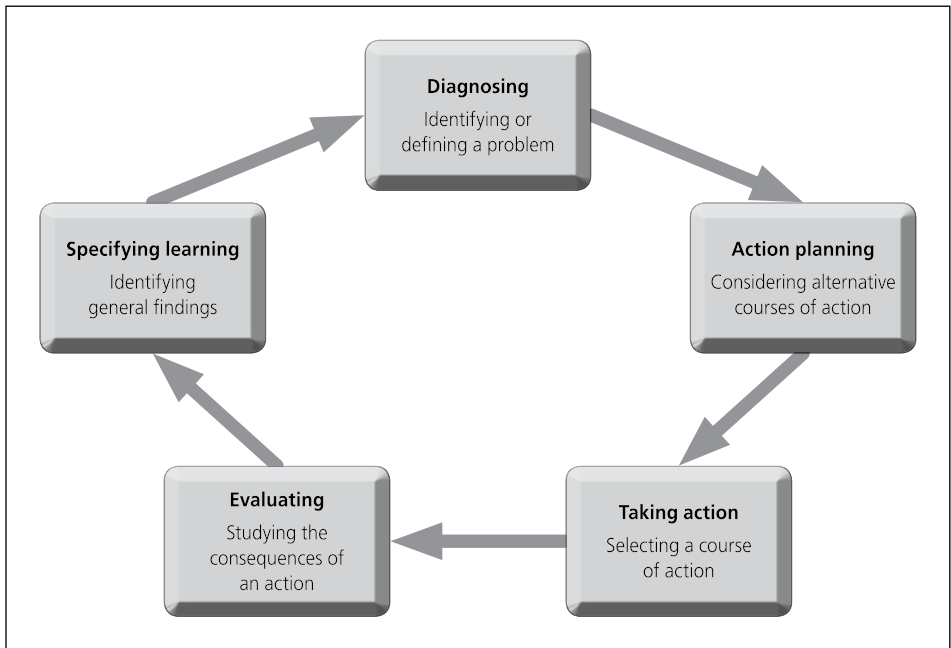 Diagnosing
Identifying or
defining a problem
Action planning
Considering alternative
courses of action
Taking action
Selecting a course
of action
Evaluating
Studying the
consequences of
an action
Specifying learning
Identifying
general findings